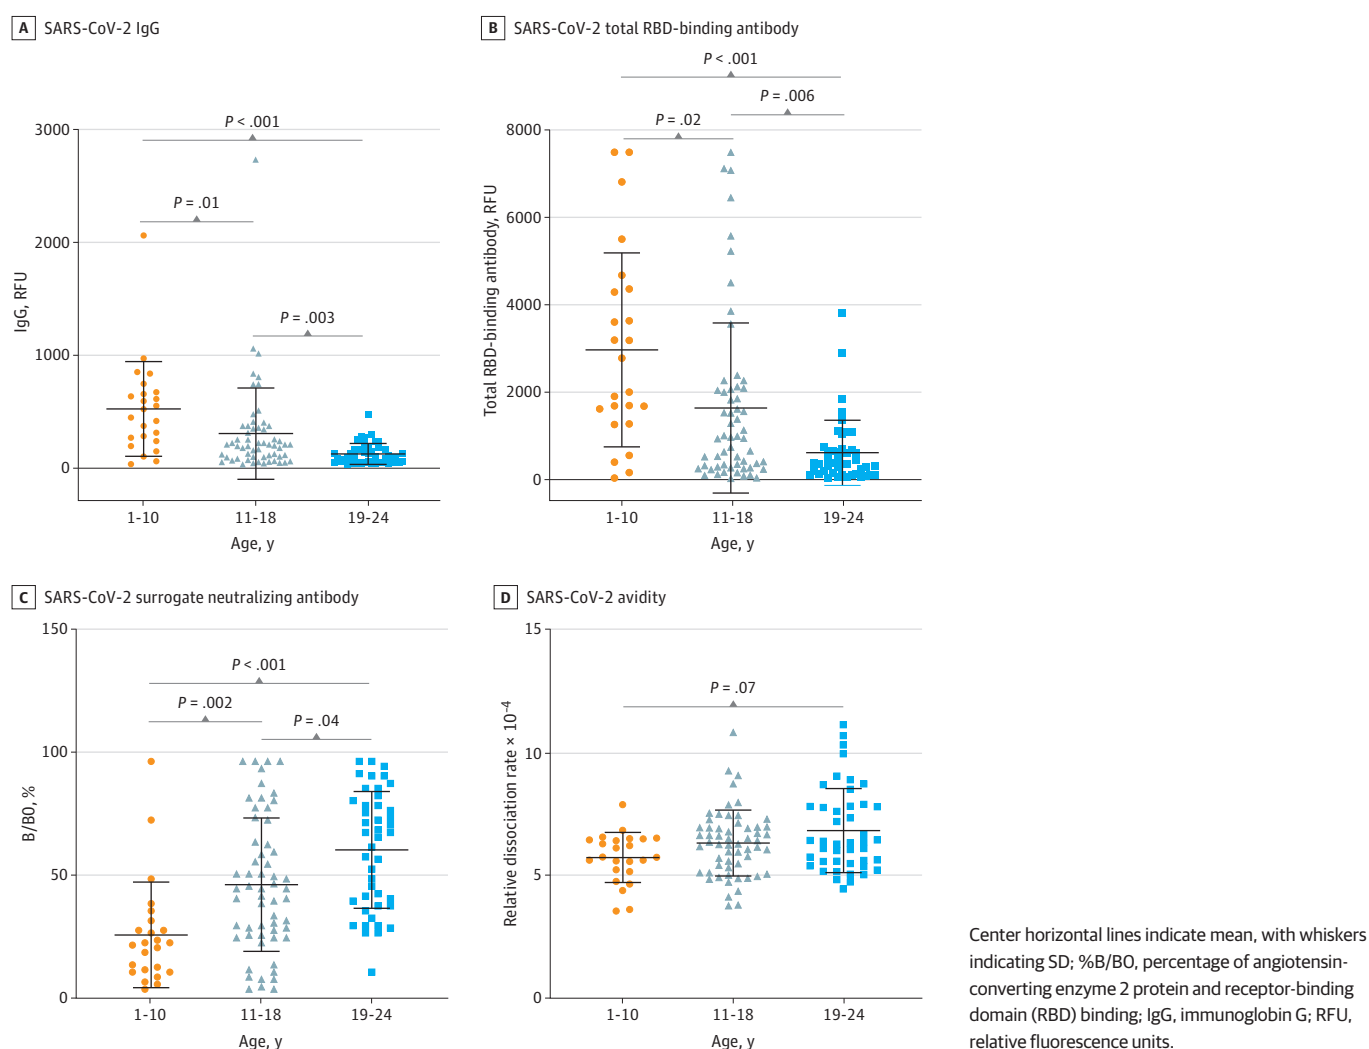 A SARS-CoV-2 IgG
P < .001
P = .01
P = .003
3000
2000
1000
0
IgG, RFU
1-10 11-18 19-24
Age, y
B SARS-CoV-2 total RBD-binding antibody
P < .001
P = .006
P = .02
8000
6000
4000
2000
0
Total RBD-binding antibody, RFU
1-10 11-18 19-24
Age, y
C SARS-CoV-2 surrogate neutralizing antibody
P < .001
P = .002
P = .04
150
100
50
0
B/B0, %
1-10 11-18 19-24
Age, y
D SARS-CoV-2 avidity
P = .07
15
10
5
0
Relative dissociation rate × 10⁻⁴
1-10 11-18 19-24
Age, y
Center horizontal lines indicate mean, with whiskers
indicating SD; %B/B0, percentage of angiotensin-
converting enzyme 2 protein and receptor-binding
domain (RBD) binding; IgG, immunoglobin G; RFU,
relative fluorescence units.